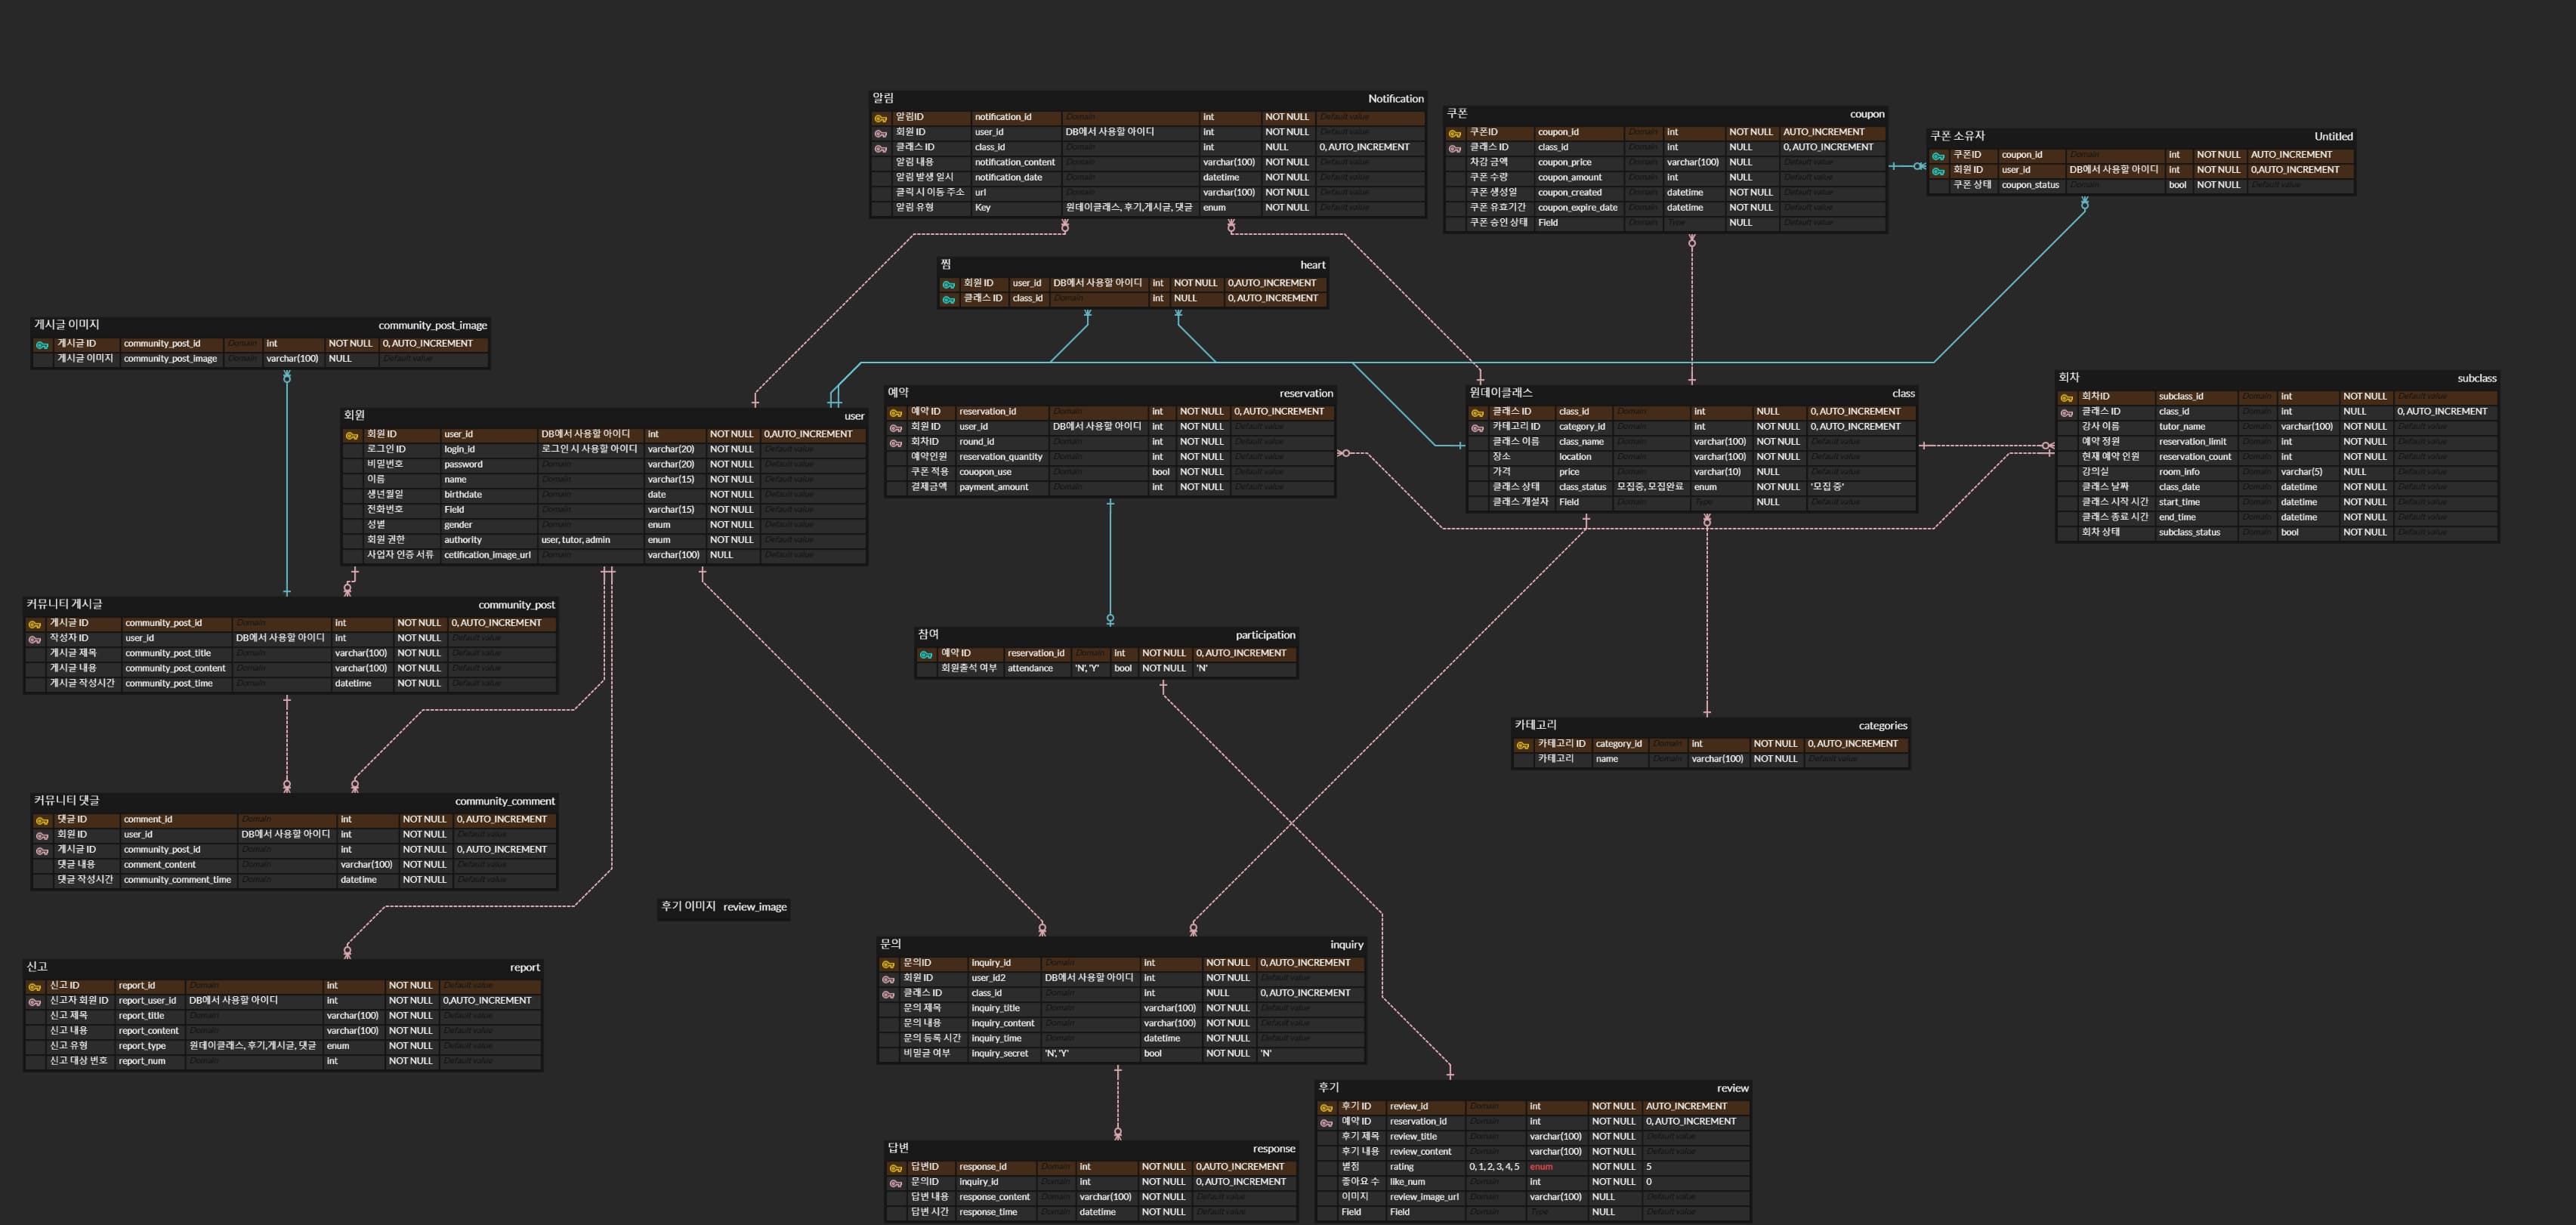 알림 Notification
알림ID notification_id Domain int NOT NULL Default value
회원 ID user_id DB에서 사용할 아이디 int NOT NULL Default value
클래스 ID class_id Domain int NULL 0, AUTO_INCREMENT
알림 내용 notification_content Domain varchar(100) NOT NULL Default value
알림 발생 일시 notification_date Domain datetime NOT NULL Default value
클릭 시 이동 주소 url Domain varchar(100) NOT NULL Default value
알림 유형 Key 원데이클래스, 후기,게시글, 댓글 enum NOT NULL Default value
쿠폰 coupon
쿠폰ID coupon_id Domain int NOT NULL AUTO_INCREMENT
클래스 ID class_id Domain int NULL 0, AUTO_INCREMENT
차감 금액 coupon_price Domain varchar(100) NULL Default value
쿠폰 수량 coupon_amount Domain int NULL Default value
쿠폰 생성일 coupon_created Domain datetime NOT NULL Default value
쿠폰 유효기간 coupon_expire_date Domain datetime NOT NULL Default value
쿠폰 승인 상태 Field Domain Type NULL Default value
쿠폰 소유자 Untitled
쿠폰ID coupon_id Domain int NOT NULL AUTO_INCREMENT
회원 ID user_id DB에서 사용할 아이디 int NOT NULL 0,AUTO_INCREMENT
쿠폰 상태 coupon_status Domain bool NOT NULL Default value
찜 heart
회원 ID user_id DB에서 사용할 아이디 int NOT NULL 0,AUTO_INCREMENT
클래스 ID class_id Domain int NULL 0, AUTO_INCREMENT
게시글 이미지 community_post_image
게시글 ID community_post_id Domain int NOT NULL 0, AUTO_INCREMENT
게시글 이미지 community_post_image Domain varchar(100) NULL Default value
회원 user
회원 ID user_id DB에서 사용할 아이디 int NOT NULL 0,AUTO_INCREMENT
로그인 ID login_id 로그인 시 사용할 아이디 varchar(20) NOT NULL Default value
비밀번호 password Domain varchar(20) NOT NULL Default value
이름 name Domain varchar(15) NOT NULL Default value
생년월일 birthdate Domain date NOT NULL Default value
전화번호 Field Domain varchar(15) NOT NULL Default value
성별 gender Domain enum NOT NULL Default value
회원 권한 authority user, tutor, admin enum NOT NULL Default value
사업자 인증 서류 cetification_image_url Domain varchar(100) NULL Default value
예약 reservation
예약 ID reservation_id Domain int NOT NULL 0, AUTO_INCREMENT
회원 ID user_id DB에서 사용할 아이디 int NOT NULL Default value
회차ID round_id Domain int NOT NULL Default value
예약인원 reservation_quantity Domain int NOT NULL Default value
쿠폰 적용 couopon_use Domain bool NOT NULL Default value
결제금액 payment_amount Domain int NOT NULL Default value
원데이클래스 class
클래스 ID class_id Domain int NULL 0, AUTO_INCREMENT
카테고리 ID category_id Domain int NOT NULL 0, AUTO_INCREMENT
클래스 이름 class_name Domain varchar(100) NOT NULL Default value
장소 location Domain varchar(100) NOT NULL Default value
가격 price Domain varchar(10) NULL Default value
클래스 상태 class_status 모집중, 모집완료 enum NOT NULL '모집 중'
클래스 개설자 Field Domain Type NULL Default value
회차 subclass
회차ID subclass_id Domain int NOT NULL Default value
클래스 ID class_id Domain int NULL 0, AUTO_INCREMENT
강사 이름 tutor_name Domain varchar(100) NOT NULL Default value
예약 정원 reservation_limit Domain int NOT NULL Default value
현재 예약 인원 reservation_count Domain int NOT NULL Default value
강의실 room_info Domain varchar(5) NULL Default value
클래스 날짜 class_date Domain datetime NOT NULL Default value
클래스 시작 시간 start_time Domain datetime NOT NULL Default value
클래스 종료 시간 end_time Domain datetime NOT NULL Default value
회차 상태 subclass_status Domain bool NOT NULL Default value
커뮤니티 게시글 community_post
게시글 ID community_post_id Domain int NOT NULL 0, AUTO_INCREMENT
작성자 ID user_id DB에서 사용할 아이디 int NOT NULL Default value
게시글 제목 community_post_title Domain varchar(100) NOT NULL Default value
게시글 내용 community_post_content Domain varchar(100) NOT NULL Default value
게시글 작성시간 community_post_time Domain datetime NOT NULL Default value
참여 participation
예약 ID reservation_id Domain int NOT NULL 0, AUTO_INCREMENT
회원출석 여부 attendance 'N', 'Y' bool NOT NULL 'N'
카테고리 categories
카테고리 ID category_id Domain int NOT NULL 0, AUTO_INCREMENT
카테고리 name Domain varchar(100) NOT NULL Default value
커뮤니티 댓글 community_comment
댓글 ID comment_id Domain int NOT NULL 0, AUTO_INCREMENT
회원 ID user_id DB에서 사용할 아이디 int NOT NULL Default value
게시글 ID community_post_id Domain int NOT NULL 0, AUTO_INCREMENT
댓글 내용 comment_content Domain varchar(100) NOT NULL Default value
댓글 작성시간 community_comment_time Domain datetime NOT NULL Default value
후기 이미지 review_image
신고 report
신고 ID report_id Domain int NOT NULL Default value
신고자 회원 ID report_user_id DB에서 사용할 아이디 int NOT NULL 0,AUTO_INCREMENT
신고 제목 report_title Domain varchar(100) NOT NULL Default value
신고 내용 report_content Domain varchar(100) NOT NULL Default value
신고 유형 report_type 원데이클래스, 후기,게시글, 댓글 enum NOT NULL Default value
신고 대상 번호 report_num Domain int NOT NULL Default value
문의 inquiry
문의ID inquiry_id Domain int NOT NULL 0, AUTO_INCREMENT
회원 ID user_id2 DB에서 사용할 아이디 int NOT NULL Default value
클래스 ID class_id Domain int NULL 0, AUTO_INCREMENT
문의 제목 inquiry_title Domain varchar(100) NOT NULL Default value
문의 내용 inquiry_content Domain varchar(100) NOT NULL Default value
문의 등록 시간 inquiry_time Domain datetime NOT NULL Default value
비밀글 여부 inquiry_secret 'N', 'Y' bool NOT NULL 'N'
답변 response
답변ID response_id Domain int NOT NULL 0,AUTO_INCREMENT
문의ID inquiry_id Domain int NOT NULL 0, AUTO_INCREMENT
답변 내용 response_content Domain varchar(100) NOT NULL Default value
답변 시간 response_time Domain datetime NOT NULL Default value
후기 review
후기 ID review_id Domain int NOT NULL AUTO_INCREMENT
예약 ID reservation_id Domain int NOT NULL 0, AUTO_INCREMENT
후기 제목 review_title Domain varchar(100) NOT NULL Default value
후기 내용 review_content Domain varchar(100) NOT NULL Default value
별점 rating 0, 1, 2, 3, 4, 5 enum NOT NULL 5
좋아요 수 like_num Domain int NOT NULL 0
이미지 review_image_url Domain varchar(100) NULL Default value
Field Field Domain Type NULL Default value